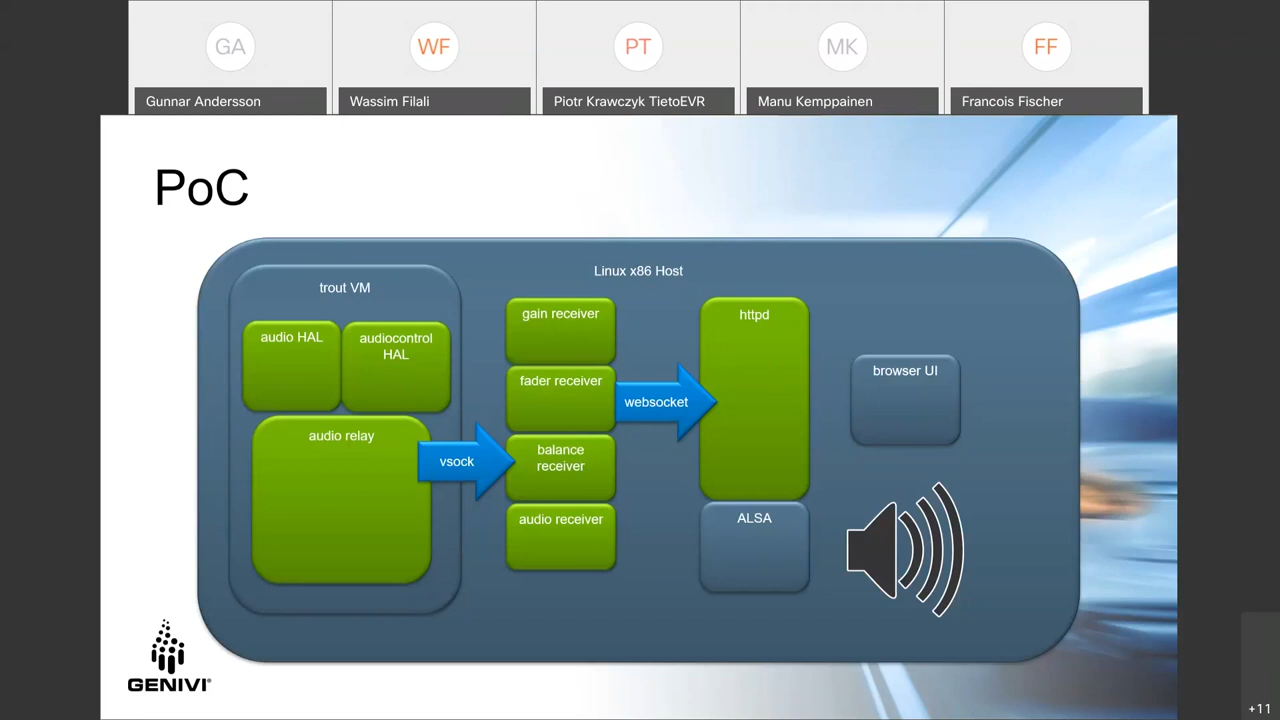 GA
WF
PT
MK
FF
Gunnar Andersson
Wassim Filali
Piotr Krawczyk TietoEVR
Manu Kemppainen
Francois Fischer
PoC
Linux x86 Host
trout VM
audio HAL
audiocontrol
HAL
audio relay
vsock
gain receiver
fader receiver
balance
receiver
audio receiver
websocket
httpd
ALSA
browser UI
GENIVI®
+11